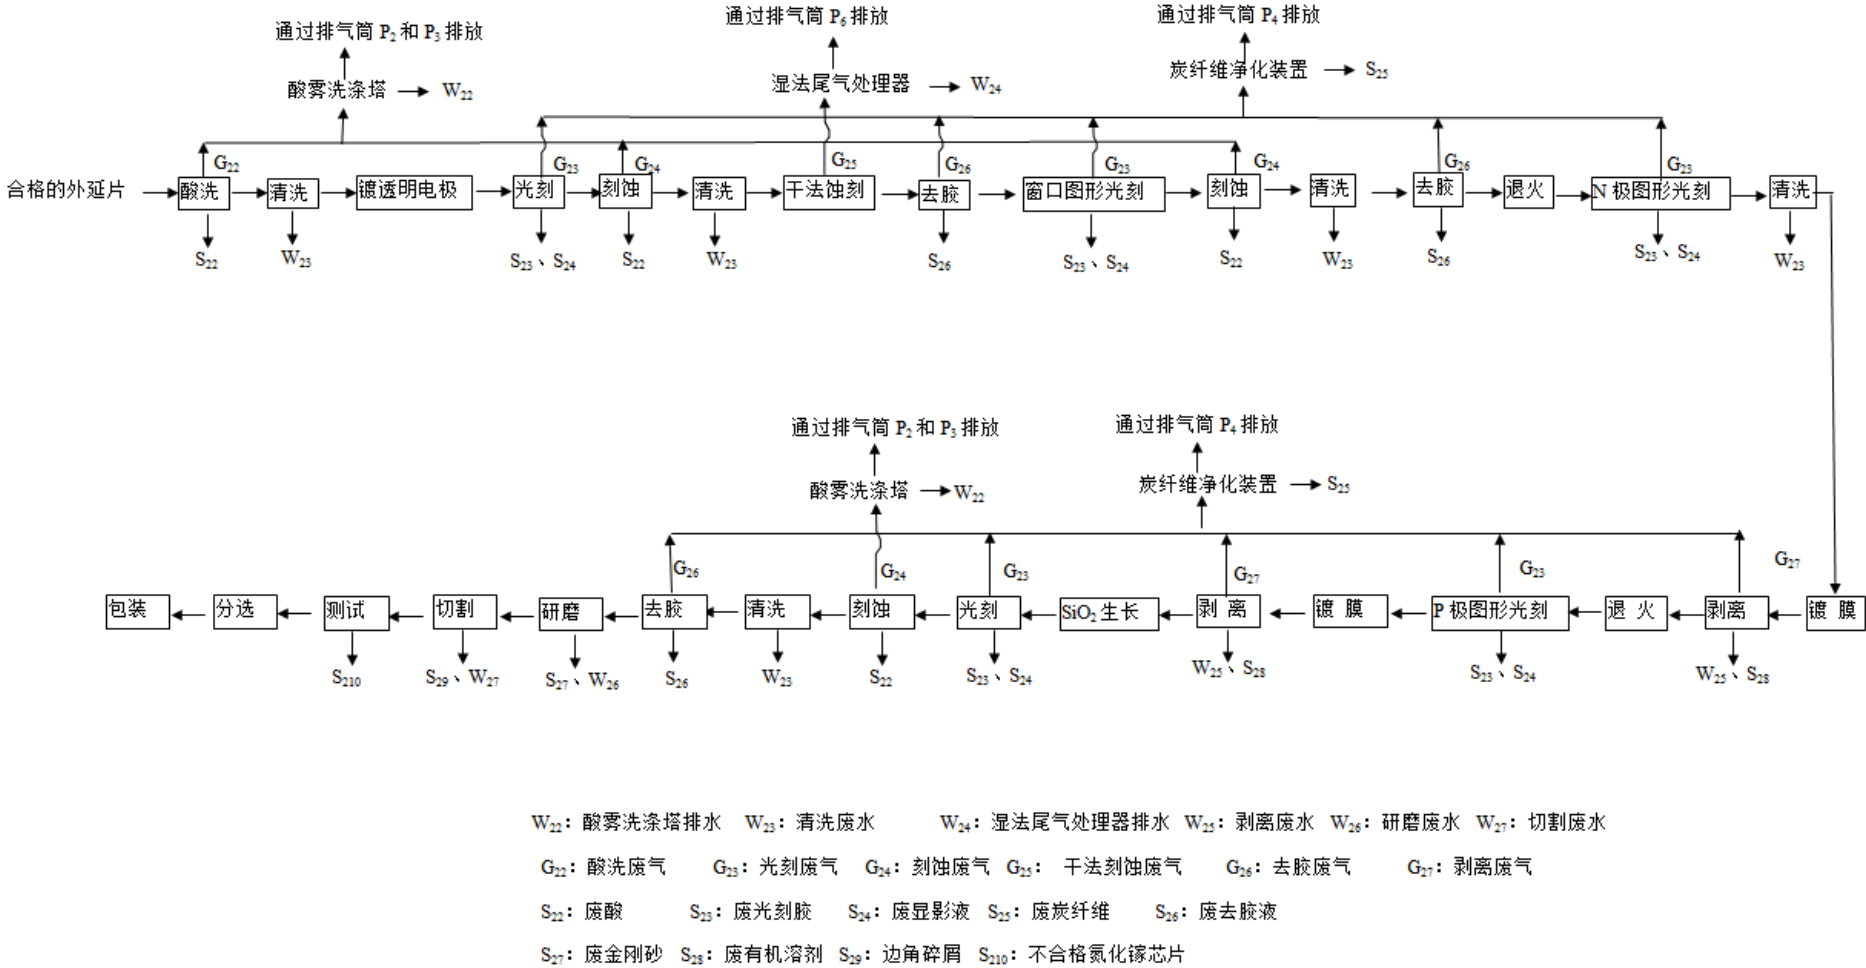 通过排气筒 P₂ 和 P₃ 排放 通过排气筒 P₆ 排放 通过排气筒 P₄ 排放
酸雾洗涤塔 W₂₂ 湿法尾气处理器 W₂₄ 炭纤维净化装置 S₂₅
G₂₂ G₂₃ G₂₄ G₂₅ G₂₆ G₂₃ G₂₄ G₂₆ G₂₃
合格的外延片 酸洗 清洗 镀透明电极 光刻 刻蚀 清洗 干法蚀刻 去胶 窗口图形光刻 刻蚀 清洗 去胶 退火 N 极图形光刻 清洗
S₂₂ W₂₃ S₂₃、S₂₄ S₂₂ W₂₃ S₂₆ S₂₃、S₂₄ S₂₂ W₂₃ S₂₆ S₂₃、S₂₄ W₂₃
通过排气筒 P₂ 和 P₃ 排放 通过排气筒 P₄ 排放
酸雾洗涤塔 W₂₂ 炭纤维净化装置 S₂₅
G₂₆ G₂₄ G₂₃ G₂₇ G₂₃ G₂₇
包装 分选 测试 切割 研磨 去胶 清洗 刻蚀 光刻 SiO₂ 生长 剥 离 镀 膜 P 极图形光刻 退 火 剥离 镀 膜
S₂₁₀ S₂₉、W₂₇ S₂₇、W₂₆ S₂₆ W₂₃ S₂₂ S₂₃、S₂₄ W₂₅、S₂₈ S₂₃、S₂₄ W₂₅、S₂₈
W₂₂：酸雾洗涤塔排水 W₂₃：清洗废水 W₂₄：湿法尾气处理器排水 W₂₅：剥离废水 W₂₆：研磨废水 W₂₇：切割废水
G₂₂：酸洗废气 G₂₃：光刻废气 G₂₄：刻蚀废气 G₂₅： 干法刻蚀废气 G₂₆：去胶废气 G₂₇：剥离废气
S₂₂：废酸 S₂₃：废光刻胶 S₂₄：废显影液 S₂₅：废炭纤维 S₂₆：废去胶液
S₂₇：废金刚砂 S₂₈：废有机溶剂 S₂₉：边角碎屑 S₂₁₀：不合格氮化镓芯片